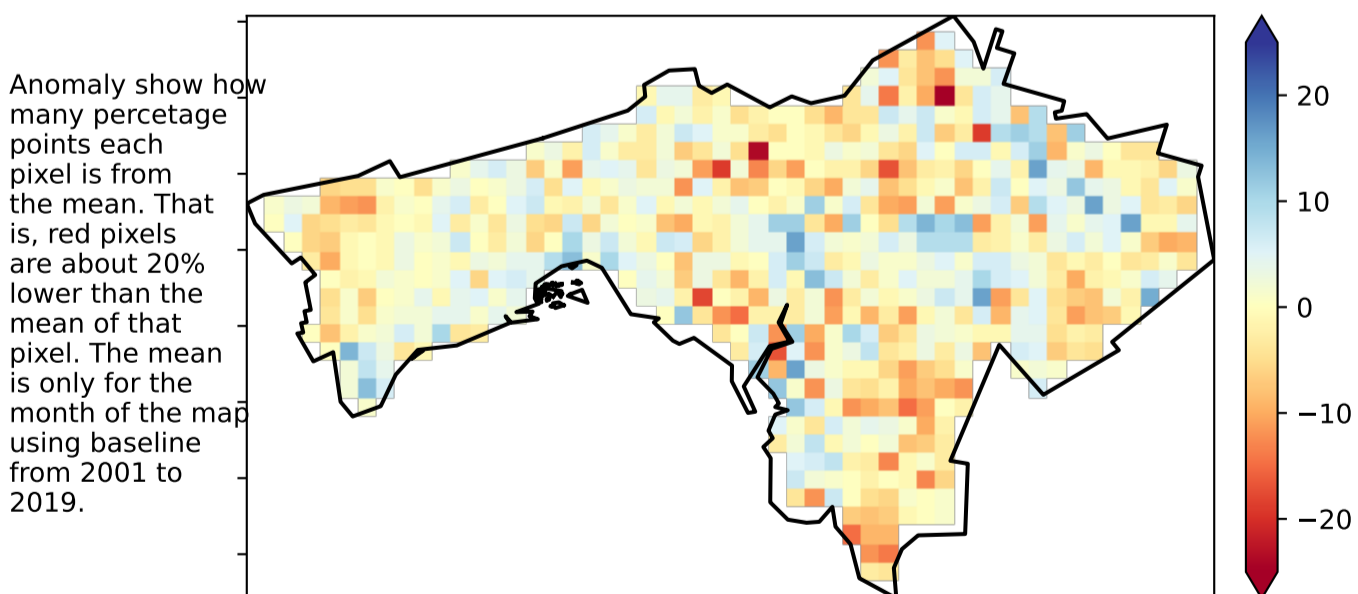 Anomaly show how
many percetage
points each
pixel is from
the mean. That
is, red pixels
are about 20%
lower than the
mean of that
pixel. The mean
is only for the
month of the map
using baseline
from 2001 to
2019.
20
10
0
−10
−20